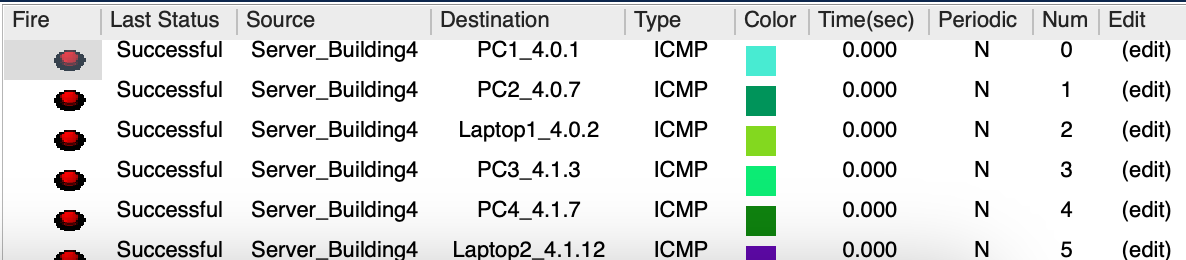 Fire Last Status Source Destination Type Color Time(sec) Periodic Num Edit
Successful Server_Building4 PC1_4.0.1 ICMP 0.000 N 0 (edit)
Successful Server_Building4 PC2_4.0.7 ICMP 0.000 N 1 (edit)
Successful Server_Building4 Laptop1_4.0.2 ICMP 0.000 N 2 (edit)
Successful Server_Building4 PC3_4.1.3 ICMP 0.000 N 3 (edit)
Successful Server_Building4 PC4_4.1.7 ICMP 0.000 N 4 (edit)
Successful Server_Building4 Laptop2_4.1.12 ICMP 0.000 N 5 (edit)